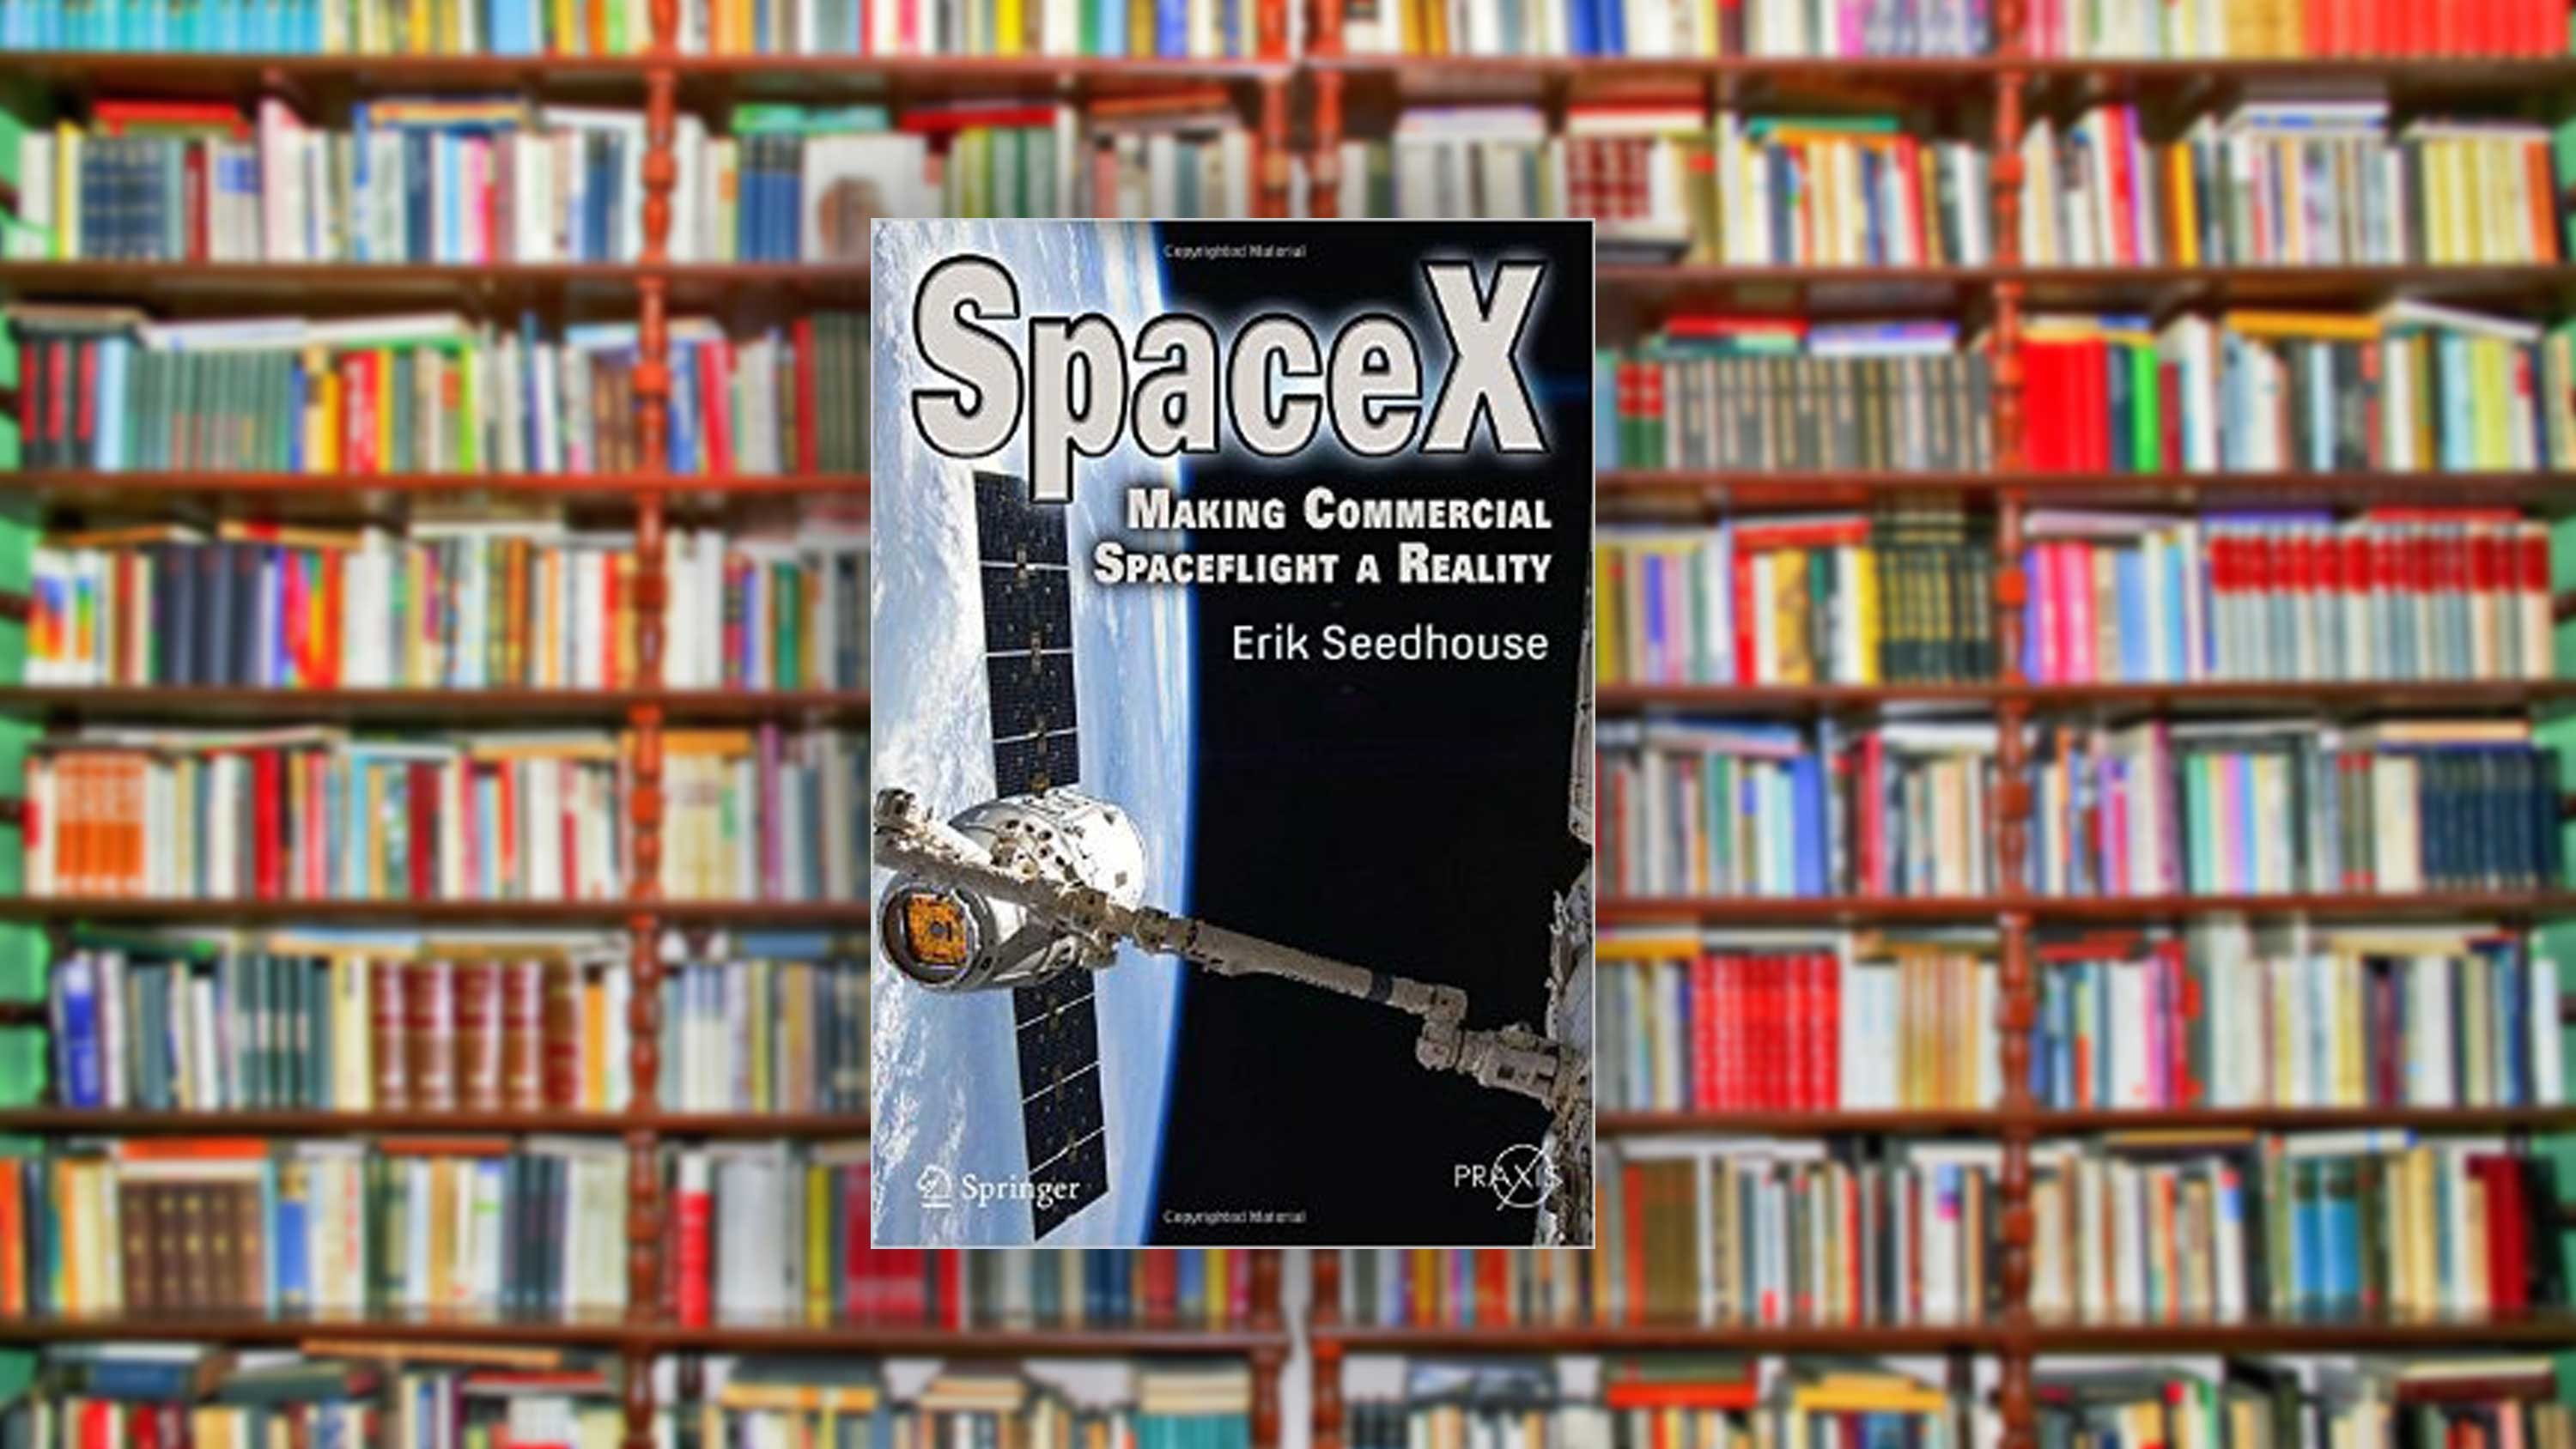 Copyrighted Material
SpaceX
Making Commercial
Spaceflight a Reality
Erik Seedhouse
Springer
PRAXIS
Copyrighted Material